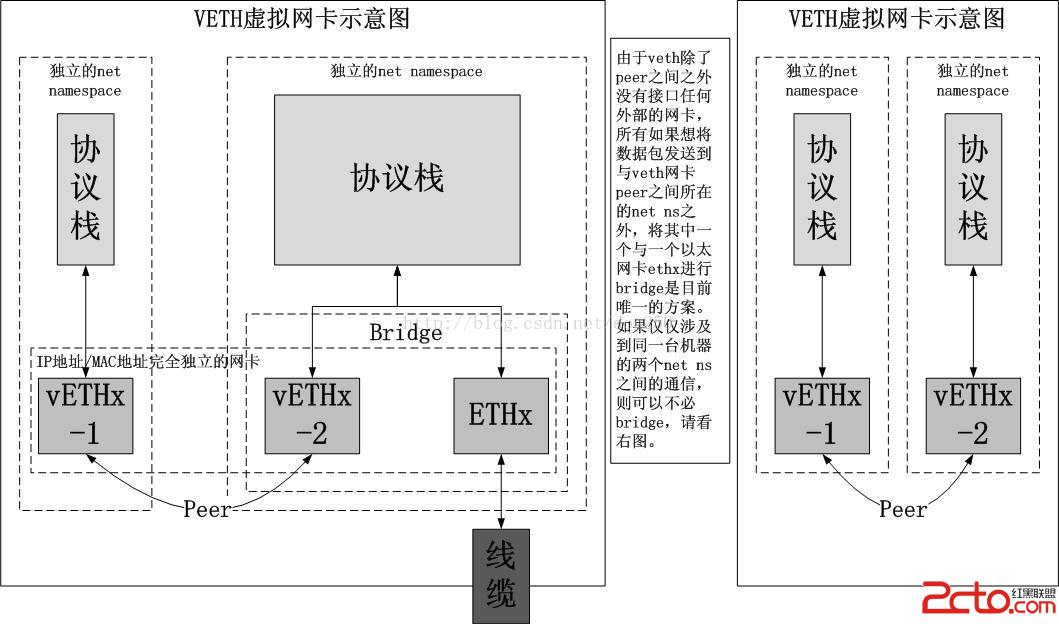 VETH虚拟网卡示意图
独立的net
namespace
协
议
栈
独立的net namespace
协议栈
Bridge
IP地址/MAC地址完全独立的网卡
vETHx
-1
vETHx
-2
ETHx
Peer
线
缆
由于veth除了
peer之间之外
没有接口任何
外部的网卡，
所有如果想将
数据包发送到
与veth网卡
peer之间所在
的net ns之
外，将其中一
个与一个以太
网卡ethx进行
bridge是目前
唯一的方案。
如果仅仅涉及
到同一台机器
的两个net ns
之间的通信，
则可以不必
bridge，请看
右图。
VETH虚拟网卡示意图
独立的net
namespace
协
议
栈
vETHx
-1
独立的net
namespace
协
议
栈
vETHx
-2
Peer
http://blog.csdn.net/
2cto
红黑联盟
.com